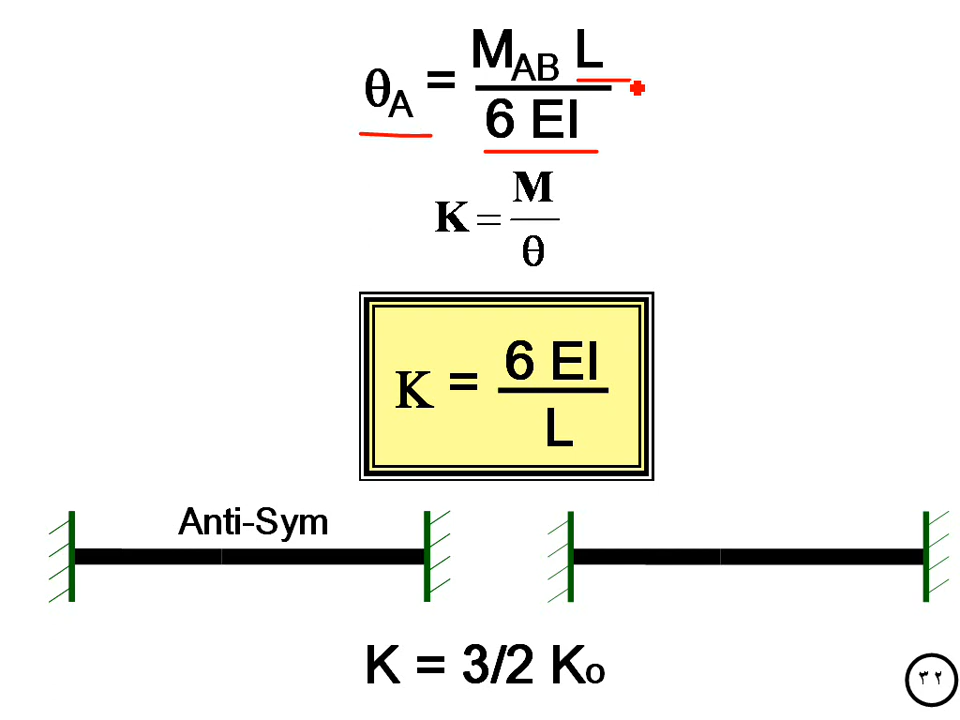 θA = MAB L / 6 EI
K = M / θ
K = 6 EI / L
Anti-Sym
K = 3/2 Ko
٣٢